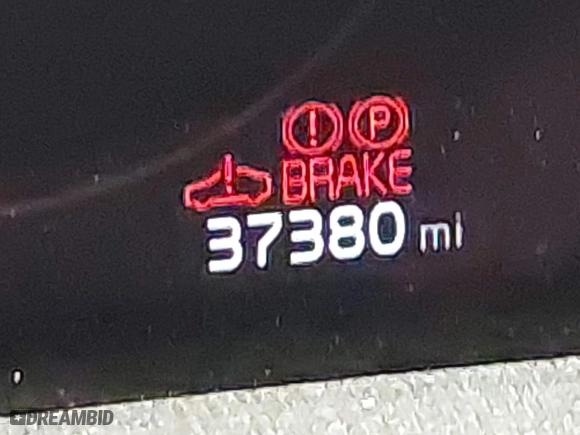 ! P
BRAKE
!
37380 mi
DREAMBID